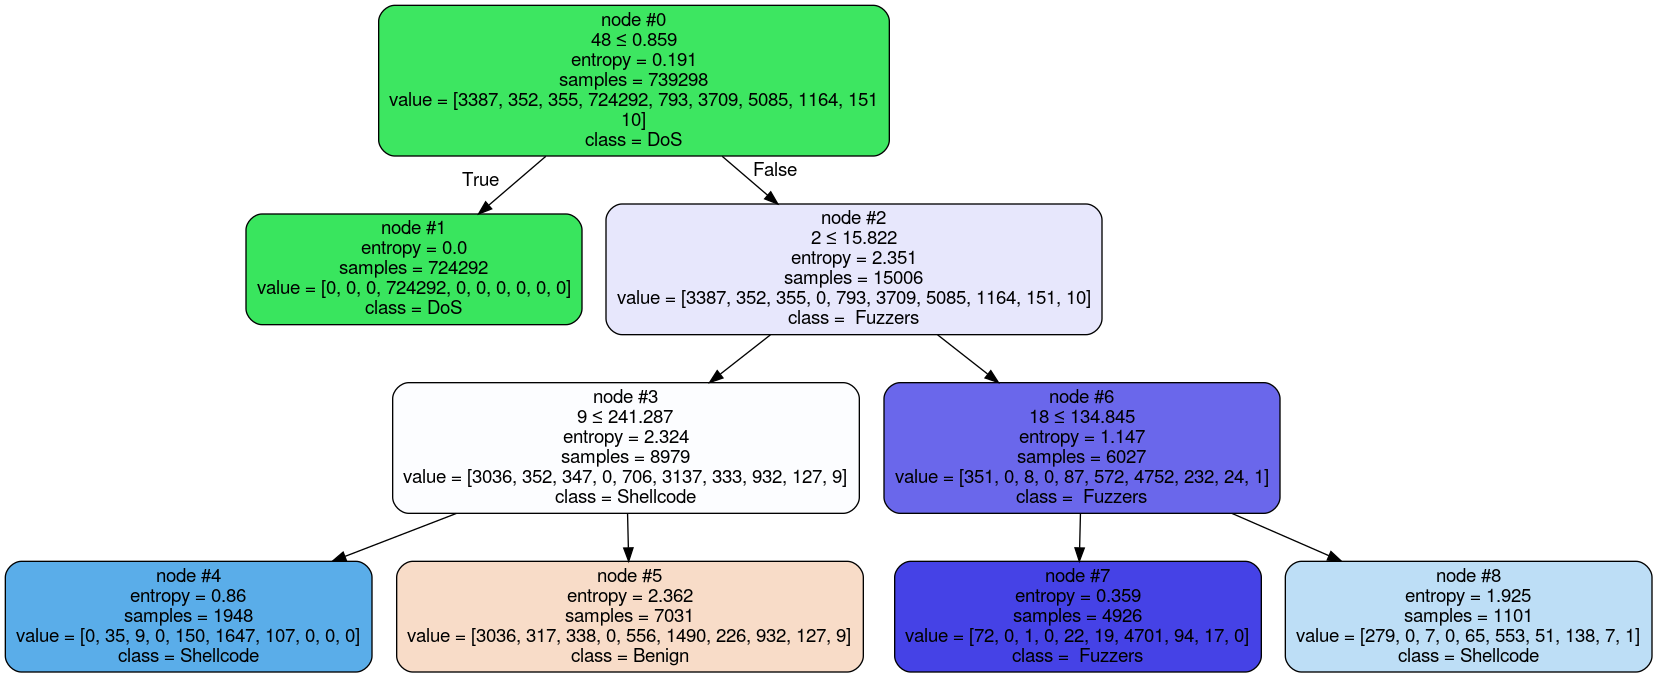 node #0
48 ≤ 0.859
entropy = 0.191
samples = 739298
value = [3387, 352, 355, 724292, 793, 3709, 5085, 1164, 151
10]
class = DoS
True
False
node #1
entropy = 0.0
samples = 724292
value = [0, 0, 0, 724292, 0, 0, 0, 0, 0, 0]
class = DoS
node #2
2 ≤ 15.822
entropy = 2.351
samples = 15006
value = [3387, 352, 355, 0, 793, 3709, 5085, 1164, 151, 10]
class =  Fuzzers
node #3
9 ≤ 241.287
entropy = 2.324
samples = 8979
value = [3036, 352, 347, 0, 706, 3137, 333, 932, 127, 9]
class = Shellcode
node #6
18 ≤ 134.845
entropy = 1.147
samples = 6027
value = [351, 0, 8, 0, 87, 572, 4752, 232, 24, 1]
class =  Fuzzers
node #4
entropy = 0.86
samples = 1948
value = [0, 35, 9, 0, 150, 1647, 107, 0, 0, 0]
class = Shellcode
node #5
entropy = 2.362
samples = 7031
value = [3036, 317, 338, 0, 556, 1490, 226, 932, 127, 9]
class = Benign
node #7
entropy = 0.359
samples = 4926
value = [72, 0, 1, 0, 22, 19, 4701, 94, 17, 0]
class =  Fuzzers
node #8
entropy = 1.925
samples = 1101
value = [279, 0, 7, 0, 65, 553, 51, 138, 7, 1]
class = Shellcode